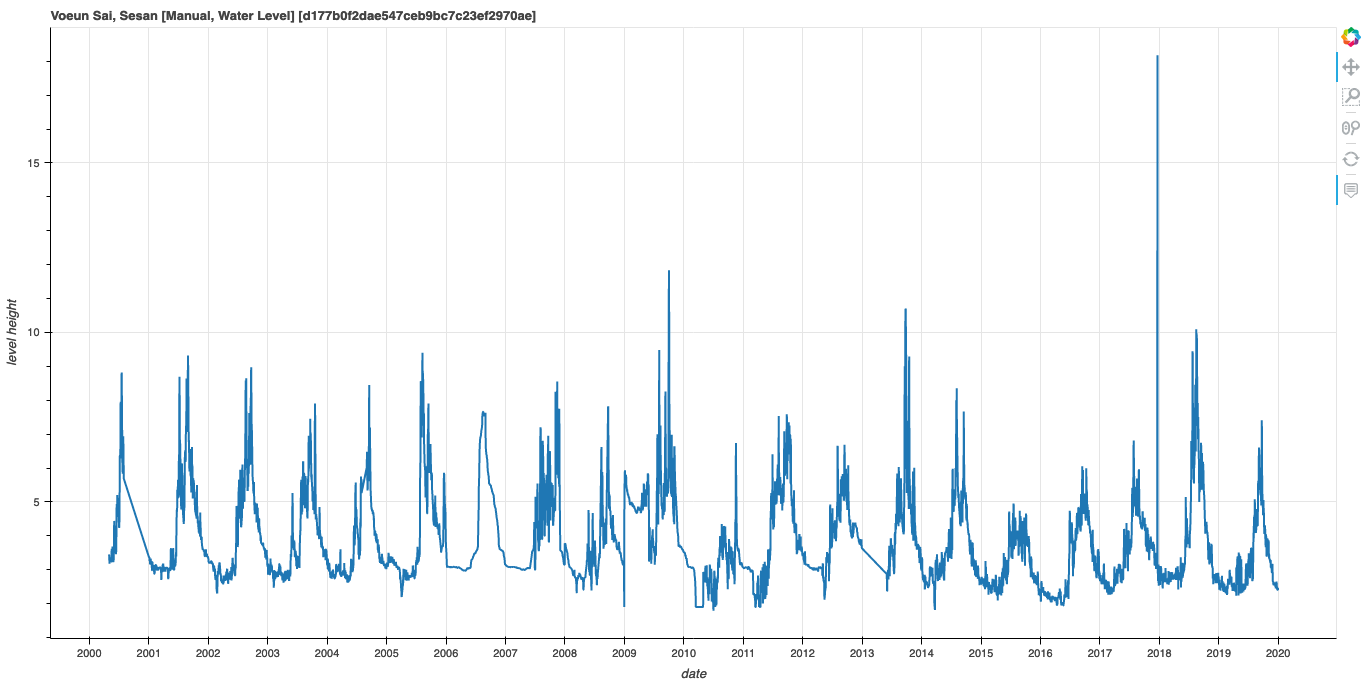 Voeun Sai, Sesan [Manual, Water Level] [d177b0f2dae547ceb9bc7c23ef2970ae]
level height
15
10
5
2000 2001 2002 2003 2004 2005 2006 2007 2008 2009 2010 2011 2012 2013 2014 2015 2016 2017 2018 2019 2020
date